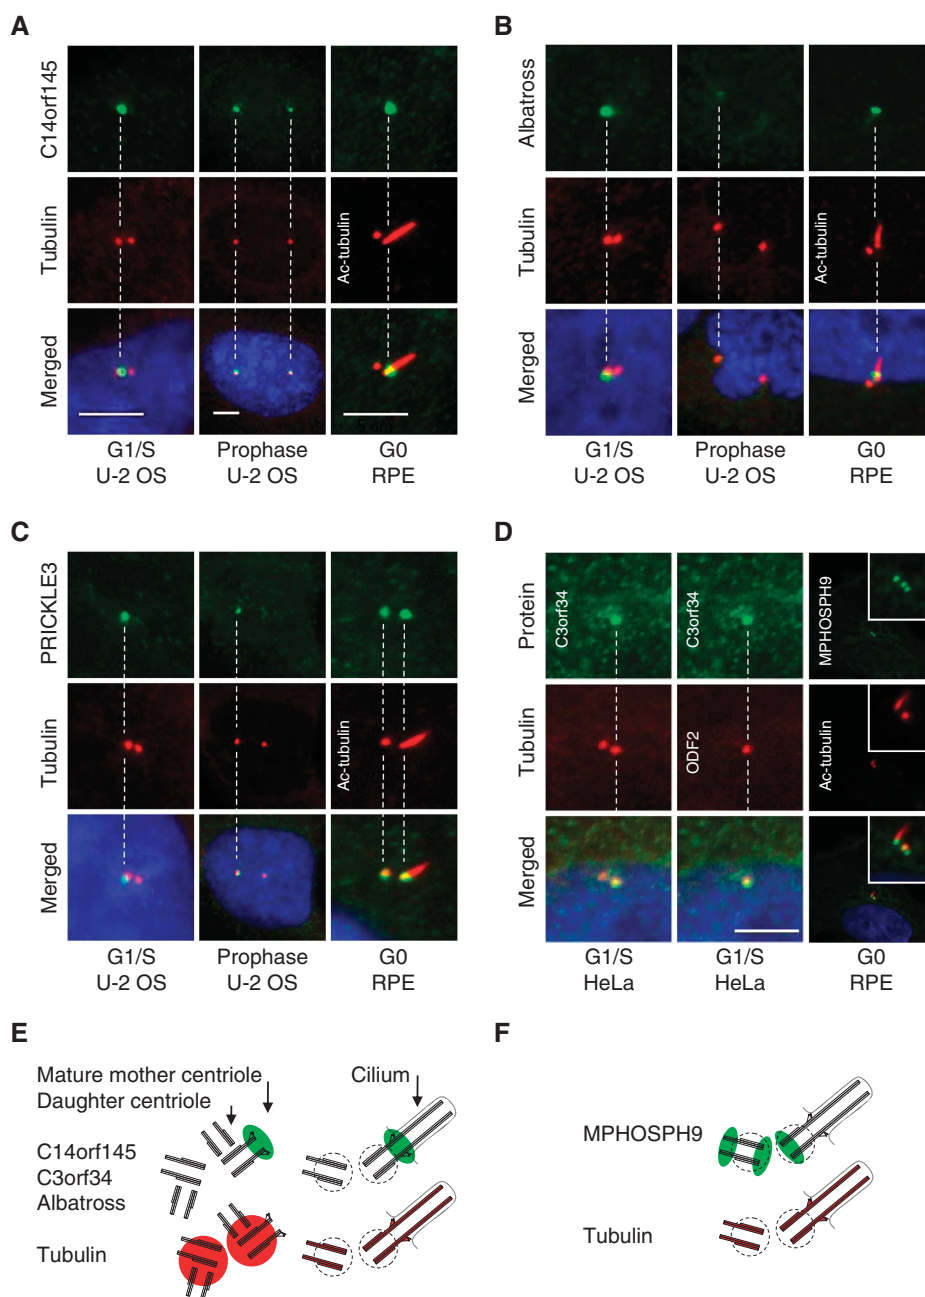 A
C14orf145
Tubulin
Ac-tubulin
Merged
G1/S
U-2 OS
Prophase
U-2 OS
G0
RPE
B
Albatross
Tubulin
Ac-tubulin
Merged
G1/S
U-2 OS
Prophase
U-2 OS
G0
RPE
C
PRICKLE3
Tubulin
Ac-tubulin
Merged
G1/S
U-2 OS
Prophase
U-2 OS
G0
RPE
D
Protein
C3orf34
C3orf34
MPHOSPH9
Tubulin
ODF2
Ac-tubulin
Merged
G1/S
HeLa
G1/S
HeLa
G0
RPE
E
Mature mother centriole
Daughter centriole
Cilium
C14orf145
C3orf34
Albatross
Tubulin
F
MPHOSPH9
Tubulin